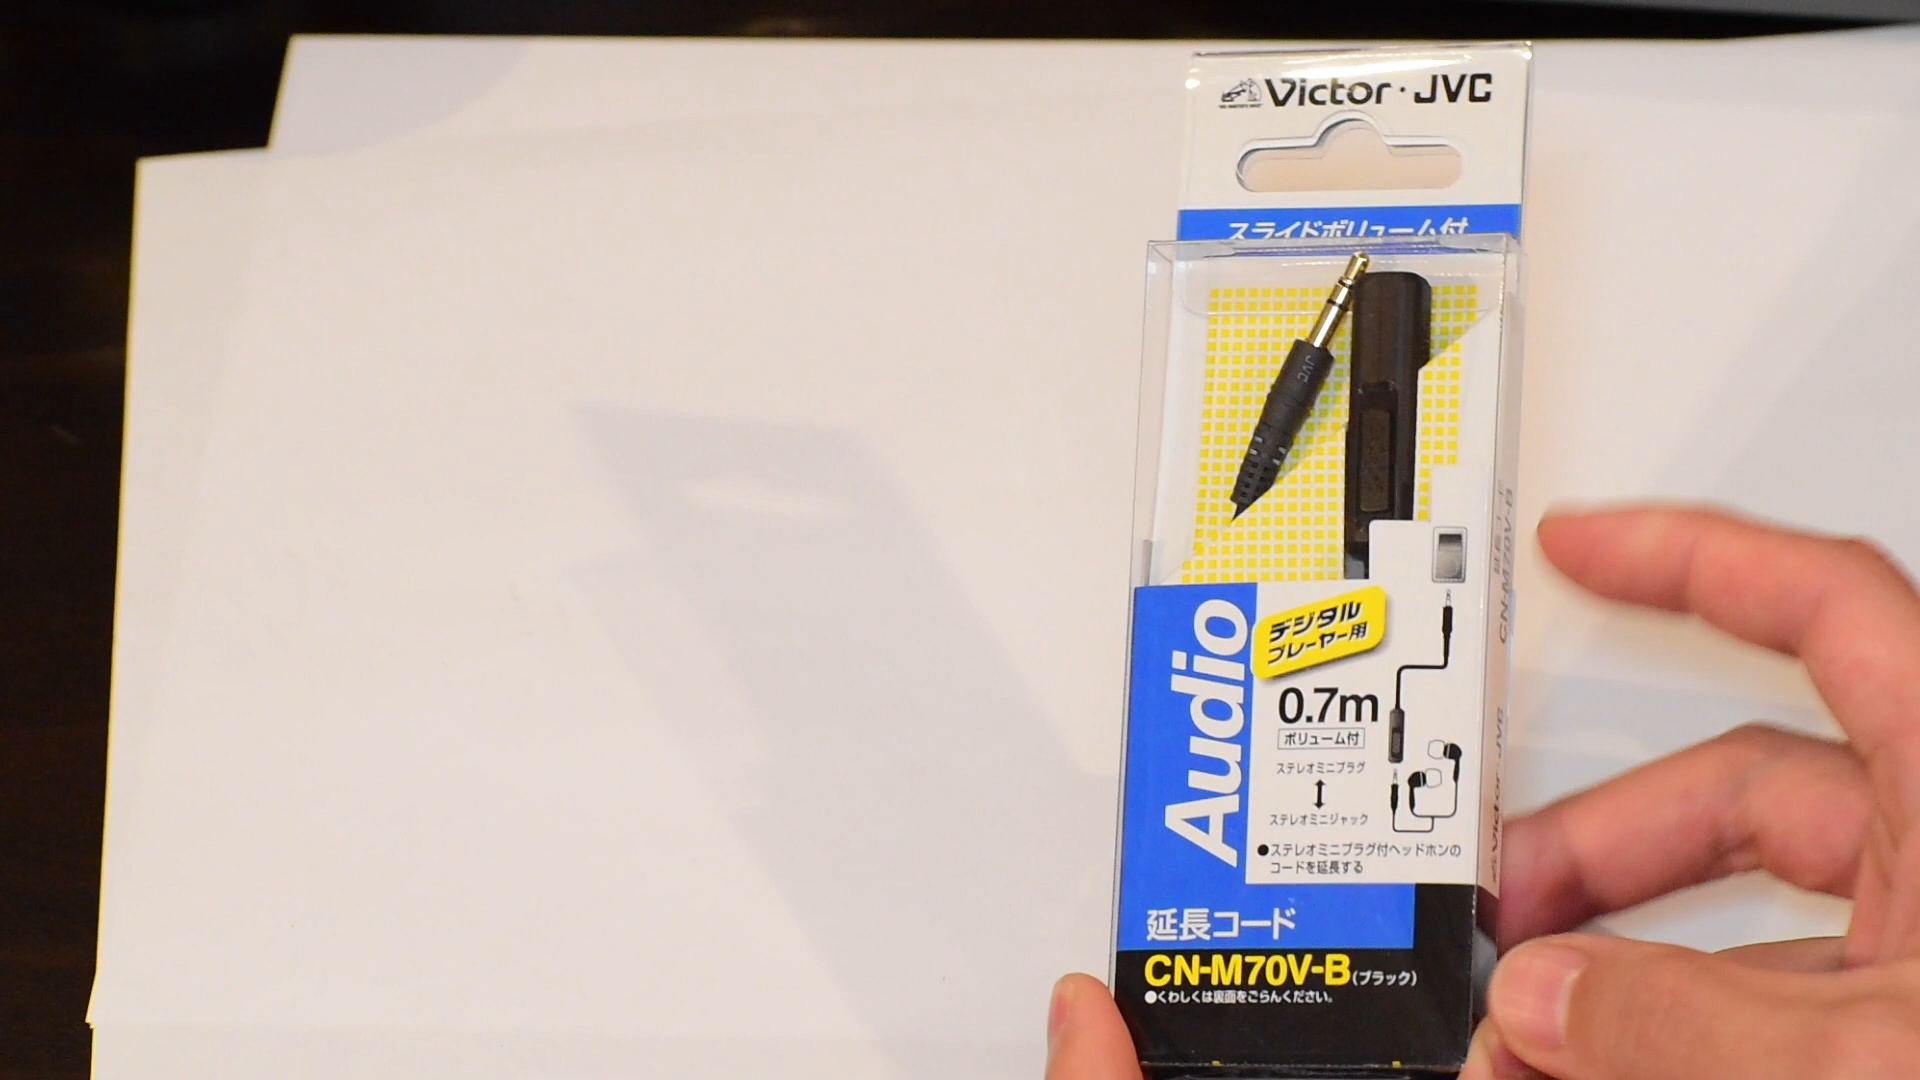 Victor・JVC
スライドボリューム付
JVC
Audio
デジタル
プレーヤー用
0.7m
ボリューム付
ステレオミニプラグ
ステレオミニジャック
●ステレオミニプラグ付ヘッドホンの
コードを延長する
延長コード
CN-M70V-B(ブラック)
●くわしくは裏面をごらんください。
延長コード
CN-M70V-B
Victor・JVC